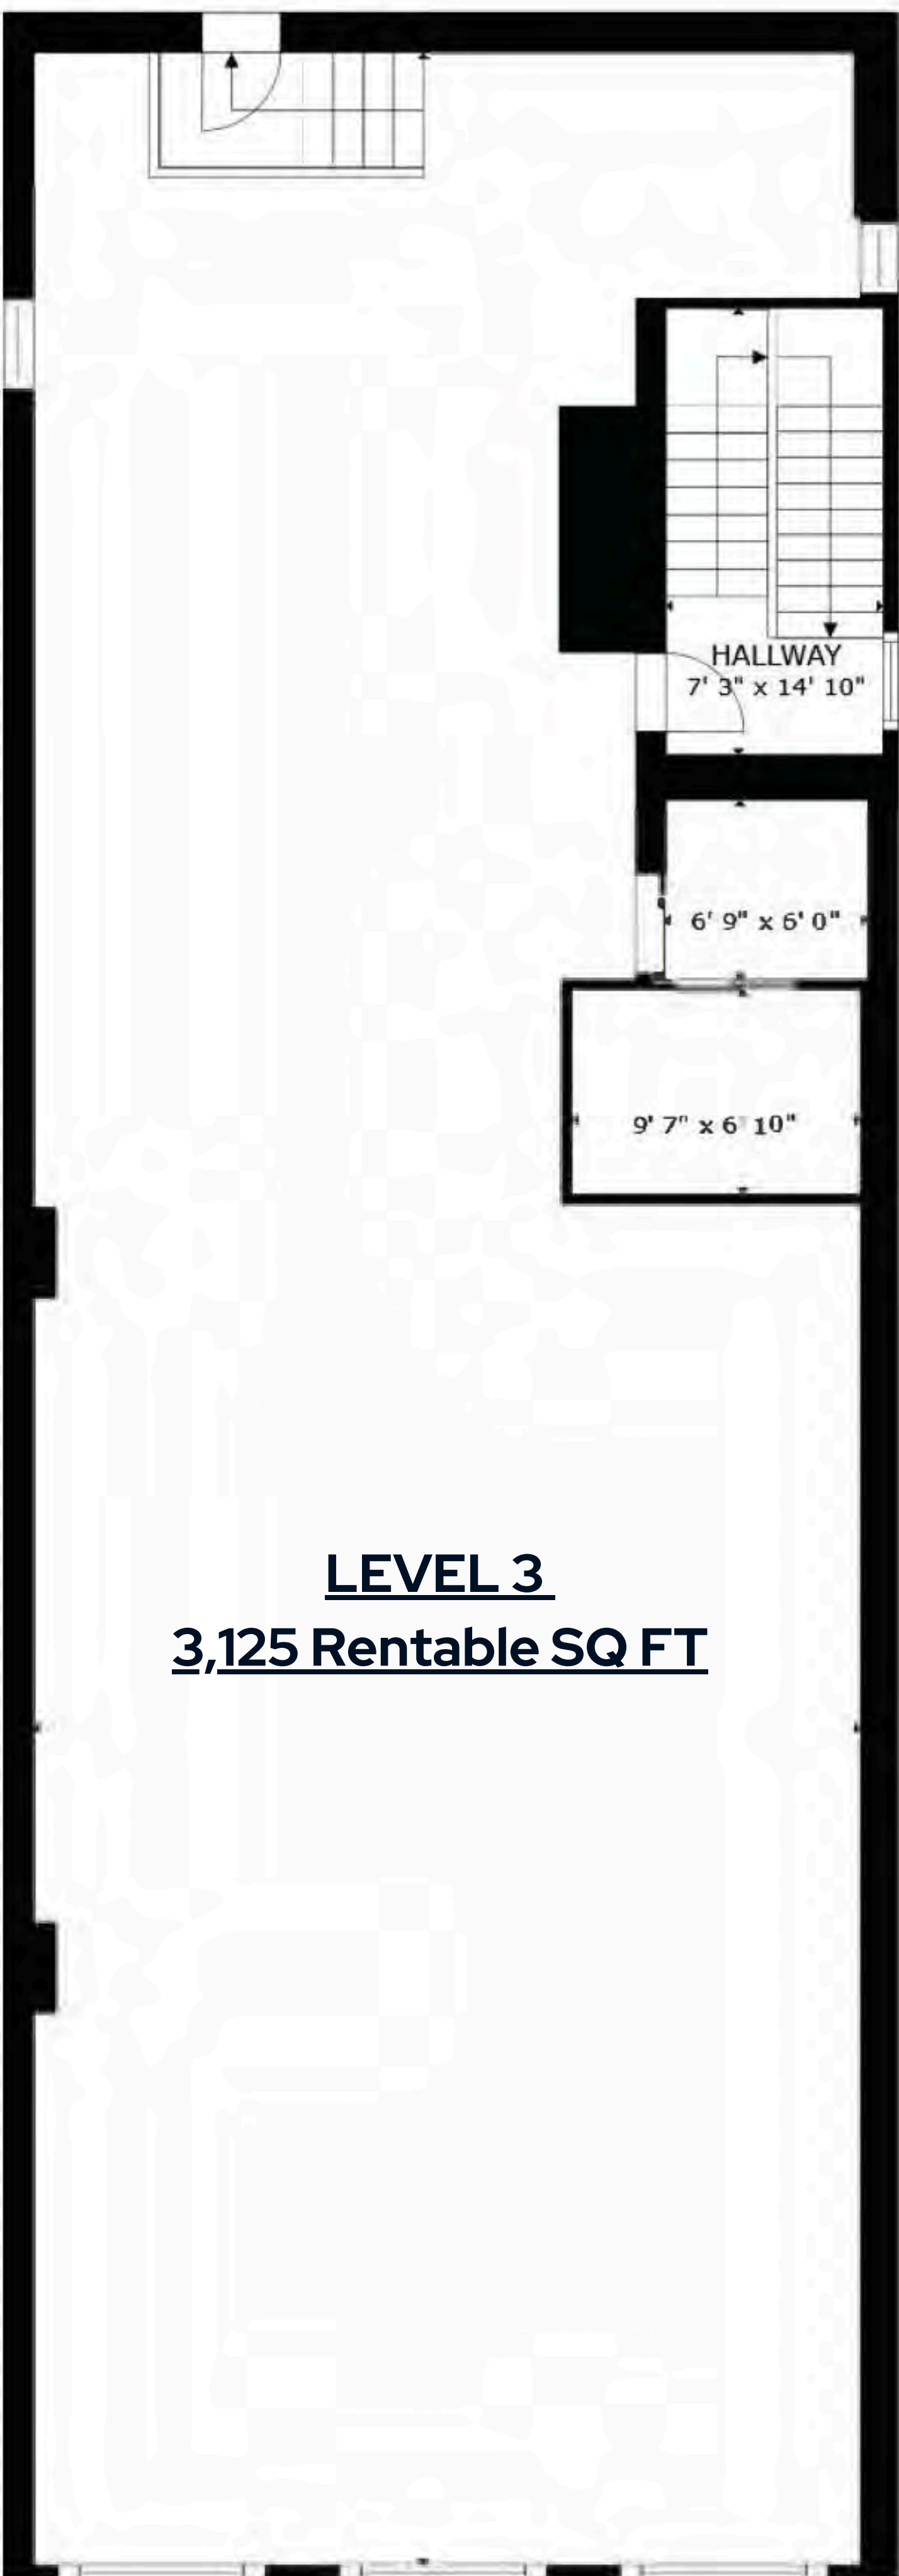 HALLWAY
7' 3" x 14' 10"
6' 9" x 6' 0"
9' 7" x 6' 10"
LEVEL 3
3,125 Rentable SQ FT